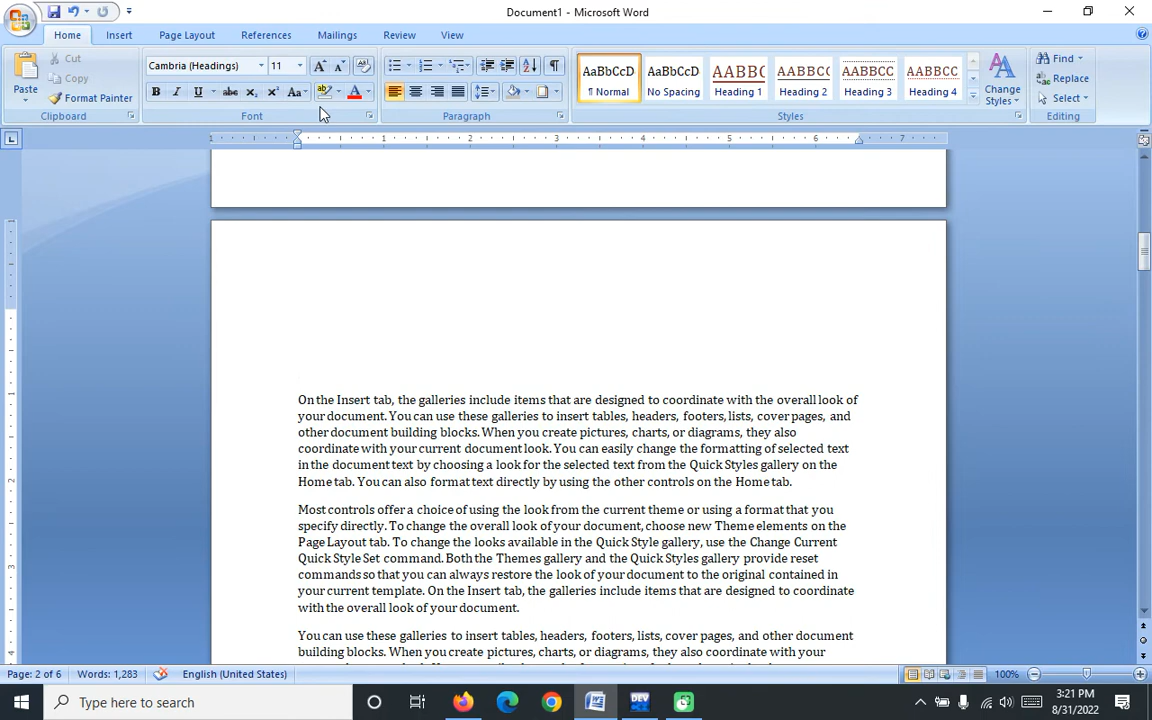 Document1 - Microsoft Word
Home Insert Page Layout References Mailings Review View
Paste
Cut
Copy
Format Painter
Clipboard
Cambria (Headings) 11
B I U abc X₂ X² Aa
Font
Paragraph
AaBbCcD AaBbCcD AABBC AABBCC AABBCC AABBCC
¶ Normal No Spacing Heading 1 Heading 2 Heading 3 Heading 4
Change Styles
Styles
Find
Replace
Select
Editing
1 1 2 3 4 5 6 7
On the Insert tab, the galleries include items that are designed to coordinate with the overall look of
your document. You can use these galleries to insert tables, headers, footers, lists, cover pages, and
other document building blocks. When you create pictures, charts, or diagrams, they also
coordinate with your current document look. You can easily change the formatting of selected text
in the document text by choosing a look for the selected text from the Quick Styles gallery on the
Home tab. You can also format text directly by using the other controls on the Home tab.
Most controls offer a choice of using the look from the current theme or using a format that you
specify directly. To change the overall look of your document, choose new Theme elements on the
Page Layout tab. To change the looks available in the Quick Style gallery, use the Change Current
Quick Style Set command. Both the Themes gallery and the Quick Styles gallery provide reset
commands so that you can always restore the look of your document to the original contained in
your current template. On the Insert tab, the galleries include items that are designed to coordinate
with the overall look of your document.
You can use these galleries to insert tables, headers, footers, lists, cover pages, and other document
building blocks. When you create pictures, charts, or diagrams, they also coordinate with your
Page: 2 of 6 Words: 1,283 English (United States) 100%
Type here to search
3:21 PM
8/31/2022